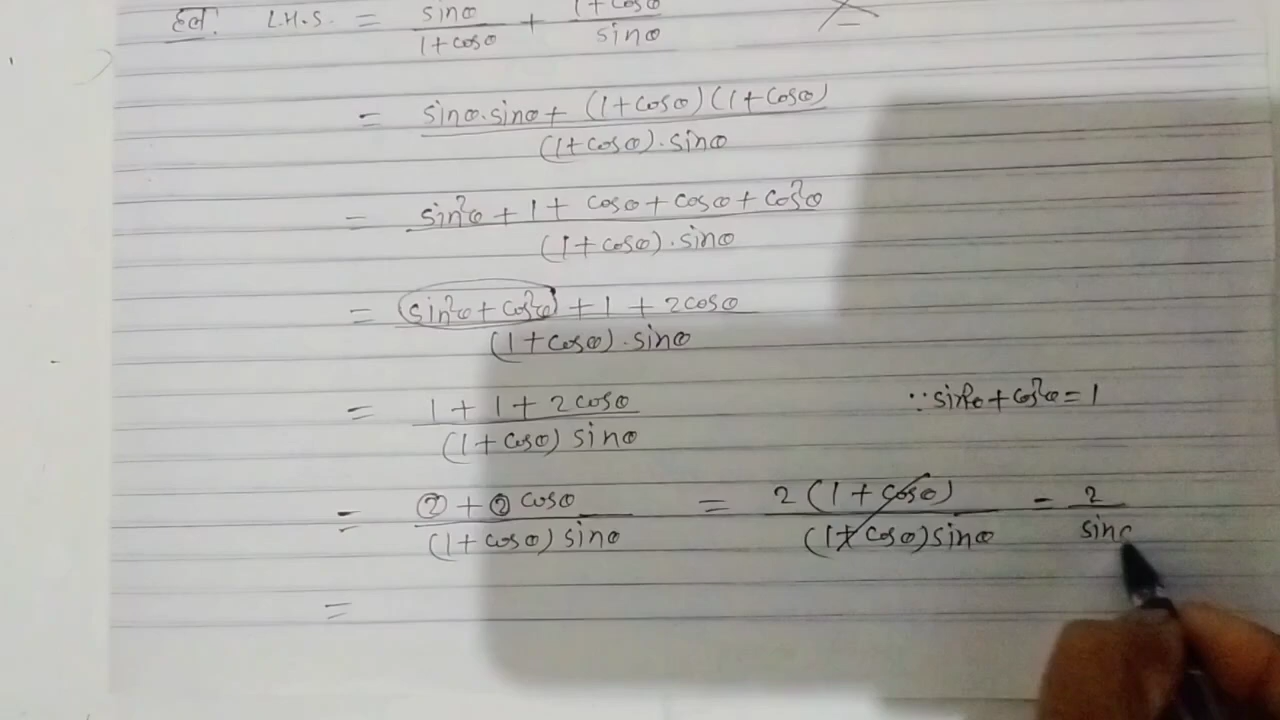 हल: L.H.S. = sinθ/(1+cosθ) + (1+cosθ)/sinθ
= (sinθ.sinθ + (1+cosθ)(1+cosθ))/((1+cosθ).sinθ)
= (sin²θ + 1 + cosθ + cosθ + cos²θ)/((1+cosθ).sinθ)
= ((sin²θ + cos²θ) + 1 + 2cosθ)/((1+cosθ).sinθ)
= (1 + 1 + 2cosθ)/((1+cosθ) sinθ) ∵ sin²θ + cos²θ = 1
= (2 + 2cosθ)/((1+cosθ) sinθ) = 2(1+cosθ)/((1+cosθ)sinθ) = 2/sinθ
=